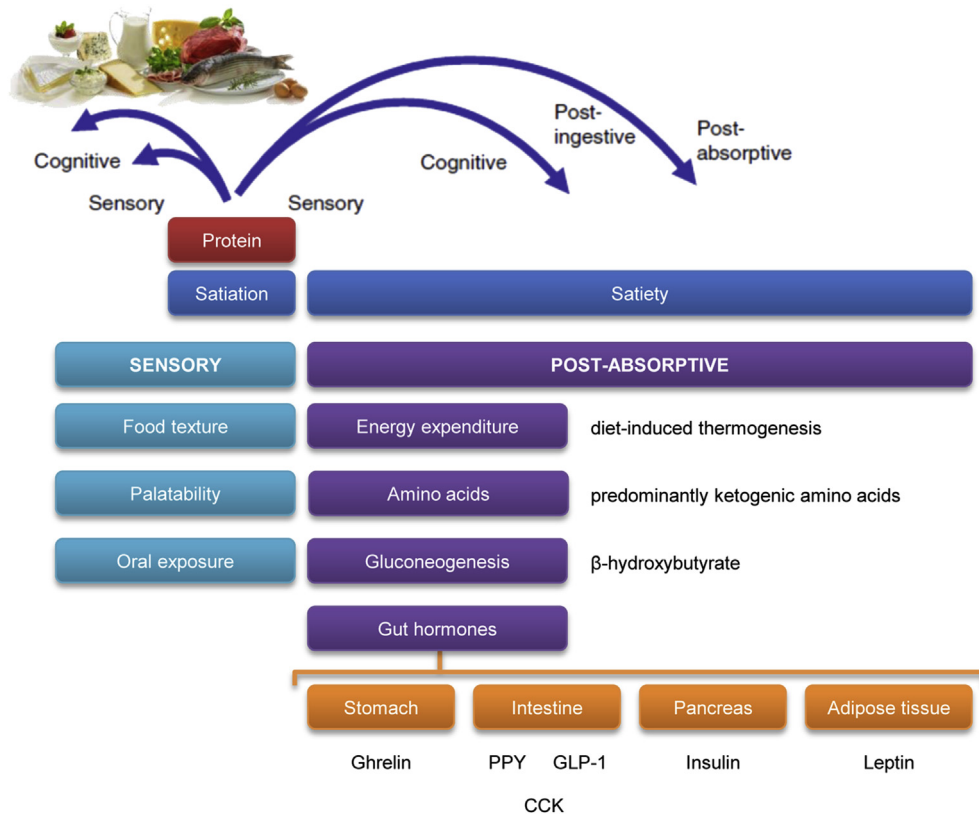 Cognitive
Sensory
Sensory
Cognitive
Post-
ingestive
Post-
absorptive
Protein
Satiation
Satiety
SENSORY
POST-ABSORPTIVE
Food texture
Energy expenditure
diet-induced thermogenesis
Palatability
Amino acids
predominantly ketogenic amino acids
Oral exposure
Gluconeogenesis
β-hydroxybutyrate
Gut hormones
Stomach
Intestine
Pancreas
Adipose tissue
Ghrelin
PPY GLP-1
Insulin
Leptin
CCK